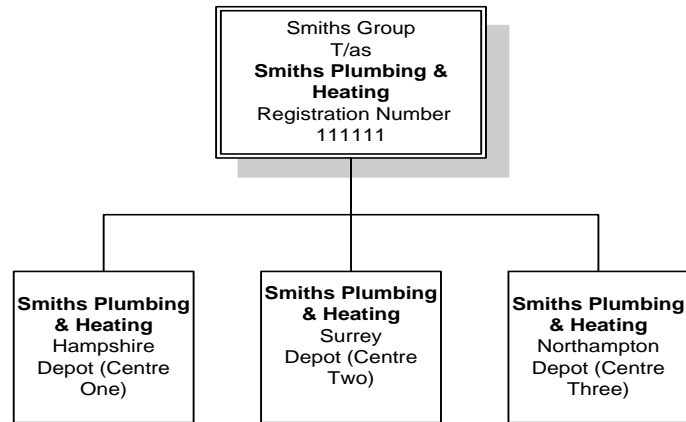 Smiths Group
T/as
Smiths Plumbing &
Heating
Registration Number
111111
Smiths Plumbing
& Heating
Hampshire
Depot (Centre
One)
Smiths Plumbing
& Heating
Surrey
Depot (Centre
Two)
Smiths Plumbing
& Heating
Northampton
Depot (Centre
Three)